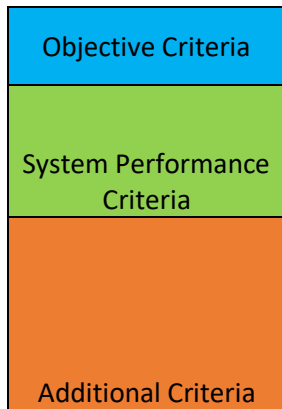 Objective Criteria
System Performance
Criteria
Additional Criteria